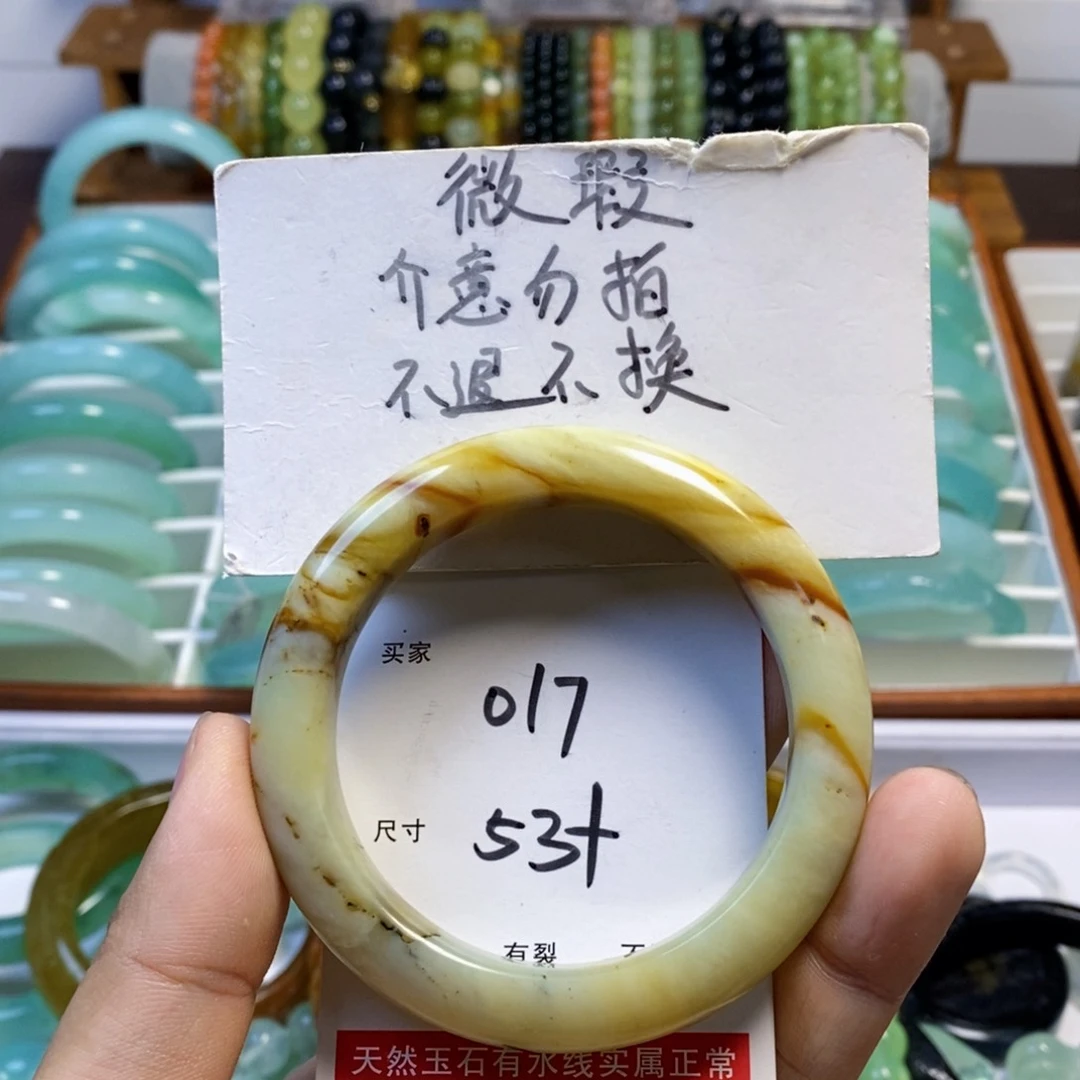 微瑕
介意勿拍
不退不换
买家
017
尺寸
53+
有裂
天然玉石有水线实属正常